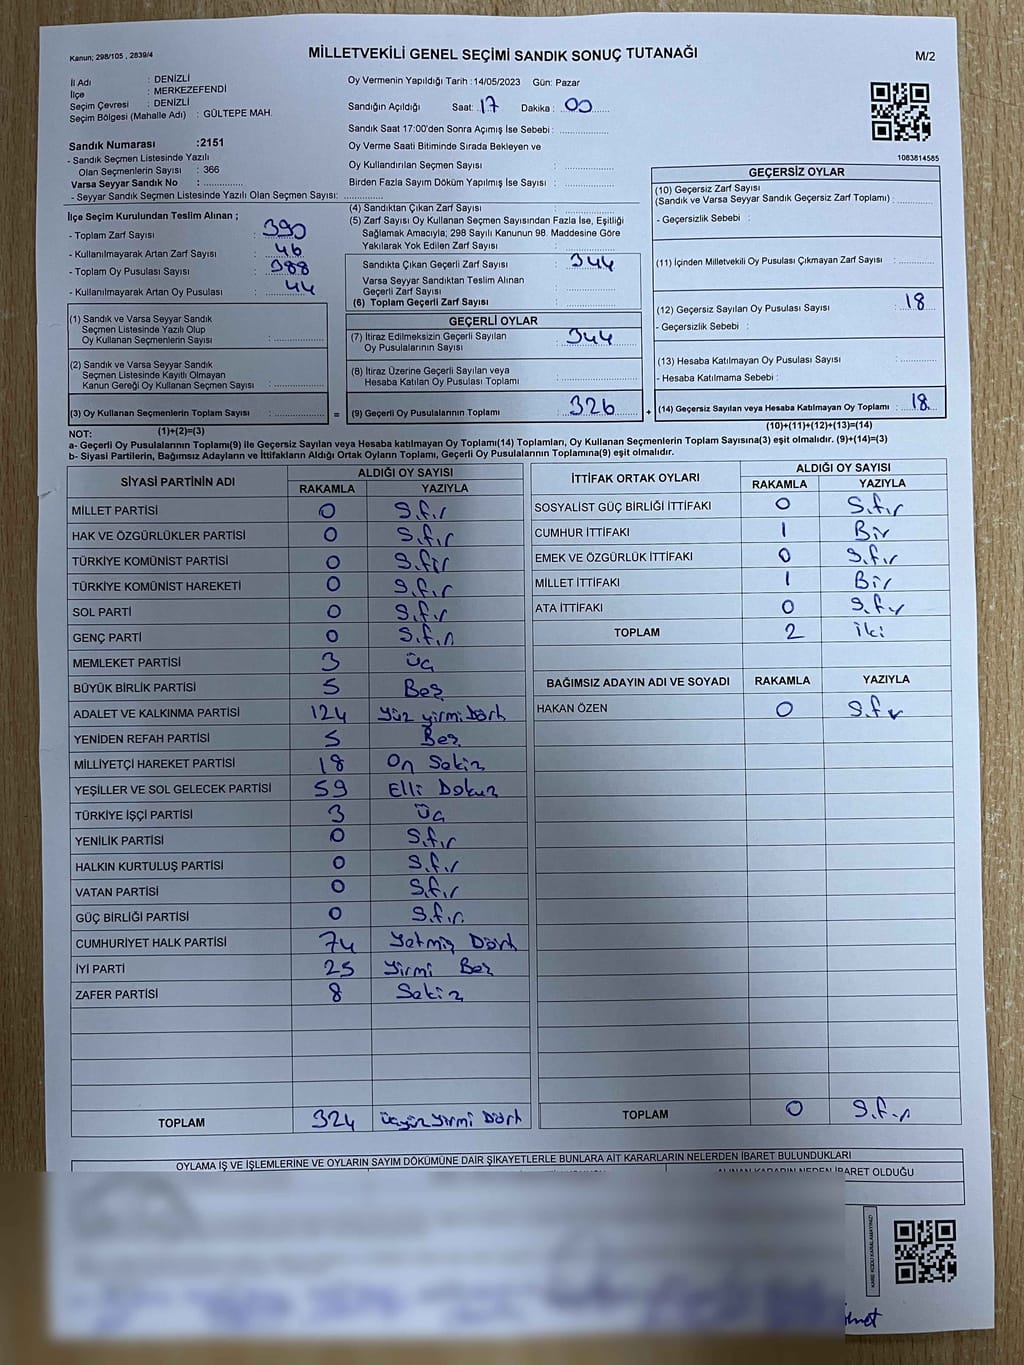 Kanun; 298/105 , 2839/4
MİLLETVEKİLİ GENEL SEÇİMİ SANDIK SONUÇ TUTANAĞI
M/2
İl Adı : DENİZLİ
İlçe : MERKEZEFENDİ
Seçim Çevresi : DENİZLİ
Seçim Bölgesi (Mahalle Adı) : GÜLTEPE MAH.
Sandık Numarası :2151
- Sandık Seçmen Listesinde Yazılı
Olan Seçmenlerin Sayısı : 366
Varsa Seyyar Sandık No :
- Seyyar Sandık Seçmen Listesinde Yazılı Olan Seçmen Sayısı:
Oy Vermenin Yapıldığı Tarih : 14/05/2023 Gün: Pazar
Sandığın Açıldığı Saat: 17 Dakika : 00
Sandık Saat 17:00'den Sonra Açımış İse Sebebi :
Oy Verme Saati Bitiminde Sırada Bekleyen ve
Oy Kullandırılan Seçmen Sayısı :
Birden Fazla Sayım Döküm Yapılmış İse Sayısı :
1083814585
İlçe Seçim Kurulundan Teslim Alınan ;
- Toplam Zarf Sayısı : 390
- Kullanılmayarak Artan Zarf Sayısı : 46
- Toplam Oy Pusulası Sayısı : 388
- Kullanılmayarak Artan Oy Pusulası : 44
(4) Sandıktan Çıkan Zarf Sayısı :
(5) Zarf Sayısı Oy Kullanan Seçmen Sayısından Fazla İse, Eşitliği
Sağlamak Amacıyla; 298 Sayılı Kanunun 98. Maddesine Göre
Yakılarak Yok Edilen Zarf Sayısı :
Sandıkta Çıkan Geçerli Zarf Sayısı : 344
Varsa Seyyar Sandıktan Teslim Alınan
Geçerli Zarf Sayısı :
(6) Toplam Geçerli Zarf Sayısı :
GEÇERSİZ OYLAR
(10) Geçersiz Zarf Sayısı
(Sandık ve Varsa Seyyar Sandık Geçersiz Zarf Toplamı) :
- Geçersizlik Sebebi :
(11) İçinden Milletvekili Oy Pusulası Çıkmayan Zarf Sayısı :
(12) Geçersiz Sayılan Oy Pusulası Sayısı : 18
- Geçersizlik Sebebi :
(13) Hesaba Katılmayan Oy Pusulası Sayısı :
- Hesaba Katılmama Sebebi :
(14) Geçersiz Sayılan veya Hesaba Katılmayan Oy Toplamı : 18
(10)+(11)+(12)+(13)=(14)
(1) Sandık ve Varsa Seyyar Sandık
Seçmen Listesinde Yazılı Olup
Oy Kullanan Seçmenlerin Sayısı :
(2) Sandık ve Varsa Seyyar Sandık
Seçmen Listesinde Kayıtlı Olmayan
Kanun Gereği Oy Kullanan Seçmen Sayısı :
(3) Oy Kullanan Seçmenlerin Toplam Sayısı : =
(1)+(2)=(3)
GEÇERLİ OYLAR
(7) İtiraz Edilmeksizin Geçerli Sayılan
Oy Pusulalarının Sayısı : 344
(8) İtiraz Üzerine Geçerli Sayılan veya
Hesaba Katılan Oy Pusulası Toplamı :
(9) Geçerli Oy Pusulalarının Toplamı : 326 +
NOT:
a- Geçerli Oy Pusulalarının Toplamı(9) ile Geçersiz Sayılan veya Hesaba katılmayan Oy Toplamı(14) Toplamları, Oy Kullanan Seçmenlerin Toplam Sayısına(3) eşit olmalıdır. (9)+(14)=(3)
b- Siyasi Partilerin, Bağımsız Adayların ve İttifakların Aldığı Ortak Oyların Toplamı, Geçerli Oy Pusulalarının Toplamına(9) eşit olmalıdır.
SİYASİ PARTİNİN ADI ALDIĞI OY SAYISI
RAKAMLA YAZIYLA
MİLLET PARTİSİ 0 Sıfır
HAK VE ÖZGÜRLÜKLER PARTİSİ 0 Sıfır
TÜRKİYE KOMÜNİST PARTİSİ 0 Sıfır
TÜRKİYE KOMÜNİST HAREKETİ 0 Sıfır
SOL PARTİ 0 Sıfır
GENÇ PARTİ 0 Sıfır
MEMLEKET PARTİSİ 3 Üç
BÜYÜK BİRLİK PARTİSİ 5 Beş
ADALET VE KALKINMA PARTİSİ 124 Yüz yirmi Dört
YENİDEN REFAH PARTİSİ 5 Beş
MİLLİYETÇİ HAREKET PARTİSİ 18 On Sekiz
YEŞİLLER VE SOL GELECEK PARTİSİ 59 Elli Dokuz
TÜRKİYE İŞÇİ PARTİSİ 3 Üç
YENİLİK PARTİSİ 0 Sıfır
HALKIN KURTULUŞ PARTİSİ 0 Sıfır
VATAN PARTİSİ 0 Sıfır
GÜÇ BİRLİĞİ PARTİSİ 0 Sıfır
CUMHURİYET HALK PARTİSİ 74 Yetmiş Dört
İYİ PARTİ 25 Yirmi Beş
ZAFER PARTİSİ 8 Sekiz
TOPLAM 324 Üçyüz Yirmi Dört
İTTİFAK ORTAK OYLARI ALDIĞI OY SAYISI
RAKAMLA YAZIYLA
SOSYALİST GÜÇ BİRLİĞİ İTTİFAKI 0 Sıfır
CUMHUR İTTİFAKI 1 Bir
EMEK VE ÖZGÜRLÜK İTTİFAKI 0 Sıfır
MİLLET İTTİFAKI 1 Bir
ATA İTTİFAKI 0 Sıfır
TOPLAM 2 İki
BAĞIMSIZ ADAYIN ADI VE SOYADI RAKAMLA YAZIYLA
HAKAN ÖZEN 0 Sıfır
TOPLAM 0 Sıfır
OYLAMA İŞ VE İŞLEMLERİNE VE OYLARIN SAYIM DÖKÜMÜNE DAİR ŞİKAYETLERLE BUNLARA AİT KARARLARIN NELERDEN İBARET BULUNDUKLARI
ALINAN KARARIN NEDEN İBARET OLDUĞU
KARE KODU KARALAMAYINIZ!